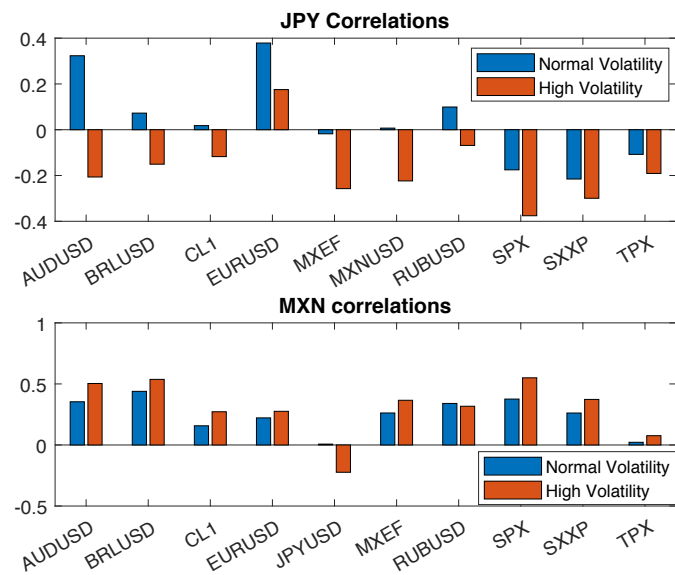 JPY Correlations
0.4
0.2
0
-0.2
-0.4
Normal Volatility
High Volatility
AUDUSD
BRLUSD
CL1
EURUSD
MXEF
MXNUSD
RUBUSD
SPX
SXXP
TPX
MXN correlations
1
0.5
0
-0.5
Normal Volatility
High Volatility
AUDUSD
BRLUSD
CL1
EURUSD
JPYUSD
MXEF
RUBUSD
SPX
SXXP
TPX